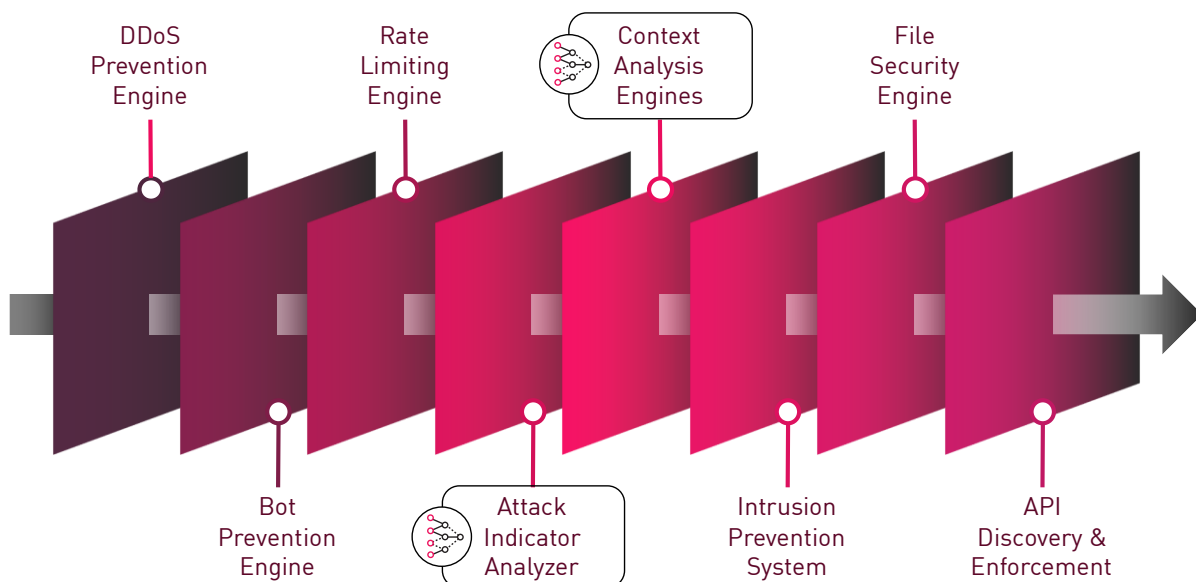 DDoS
Prevention
Engine
Rate
Limiting
Engine
Context
Analysis
Engines
File
Security
Engine
Bot
Prevention
Engine
Attack
Indicator
Analyzer
Intrusion
Prevention
System
API
Discovery &
Enforcement